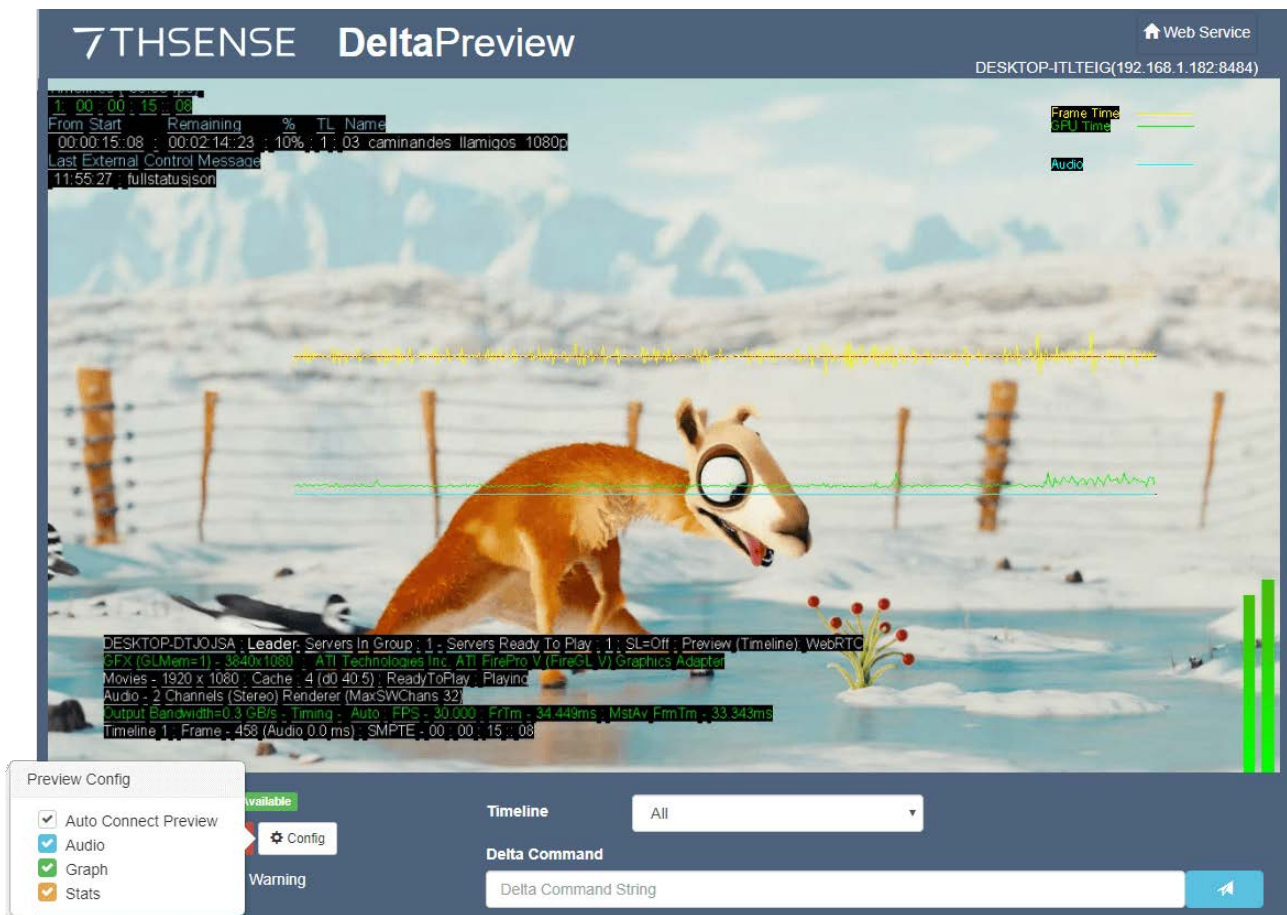 7THSENSE DeltaPreview
Web Service
DESKTOP-ITLTEIG(192.168.1.182:8484)
1: 00 : 00 : 15 :: 08
From Start Remaining % TL Name
00:00:15::08 : 00:02:14::23 : 10% : 1 : 03 caminandes llamigos 1080p
Last External Control Message
11:55:27 : fullstatusjson
Frame Time
GPU Time
Audio
DESKTOP-DTJOJSA : Leader- Servers In Group : 1 - Servers Ready To Play : 1 : SL=Off : Preview (Timeline): WebRTC
GFX (GLMem=1) - 3840x1080 : ATI Technologies Inc. ATI FirePro V (FireGL V) Graphics Adapter
Movies - 1920 x 1080 : Cache : 4 (d0 40:5) : ReadyToPlay : Playing
Audio - 2 Channels (Stereo) Renderer (MaxSWChans 32)
Output Bandwidth=0.3 GB/s - Timing - Auto : FPS - 30.000 : FrTm - 34.449ms : MstAv FrmTm - 33.343ms
Timeline 1 : Frame - 458 (Audio 0.0 ms) : SMPTE - 00 : 00 : 15 :: 08
Preview Config
Auto Connect Preview
Audio
Graph
Stats
Available
Config
Warning
Timeline
All
Delta Command
Delta Command String